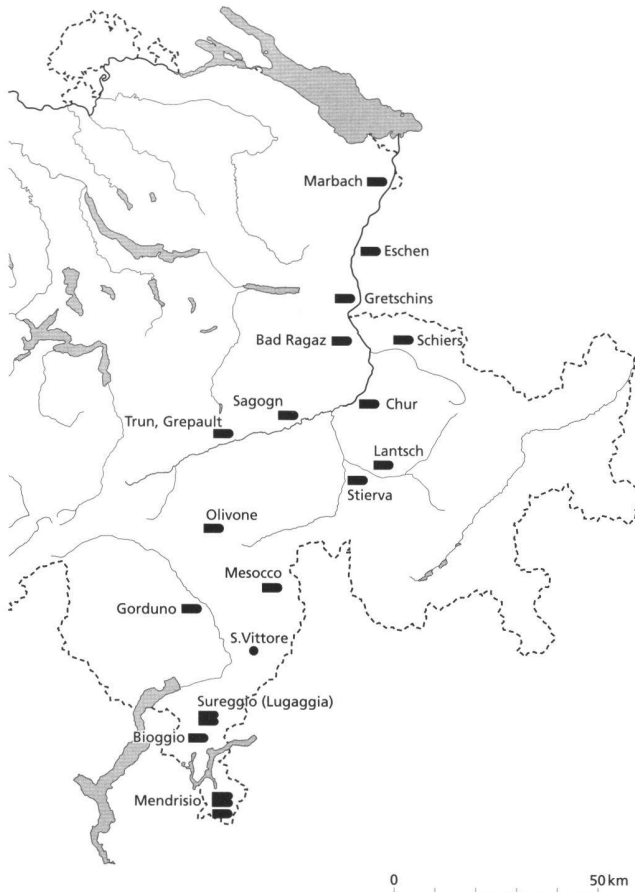 Marbach
Eschen
Gretschins
Bad Ragaz
Schiers
Sagogn
Chur
Trun, Grepault
Lantsch
Stierva
Olivone
Mesocco
Gorduno
S.Vittore
Sureggio (Lugaggia)
Bioggio
Mendrisio
0 50 km